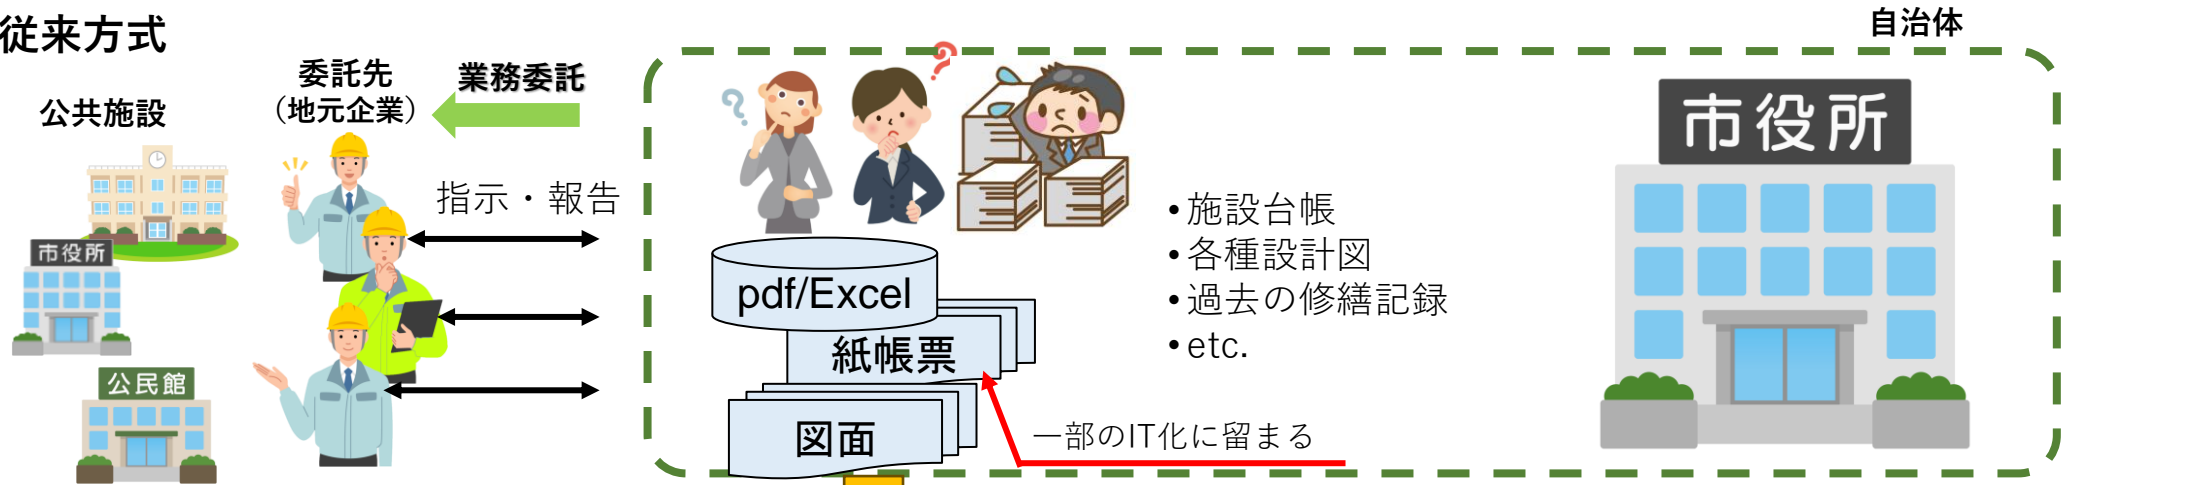 従来方式
自治体
公共施設
委託先
（地元企業）
業務委託
指示・報告
市役所
公民館
?
?
pdf/Excel
紙帳票
図面
•施設台帳
•各種設計図
•過去の修繕記録
•etc.
一部のIT化に留まる
市役所